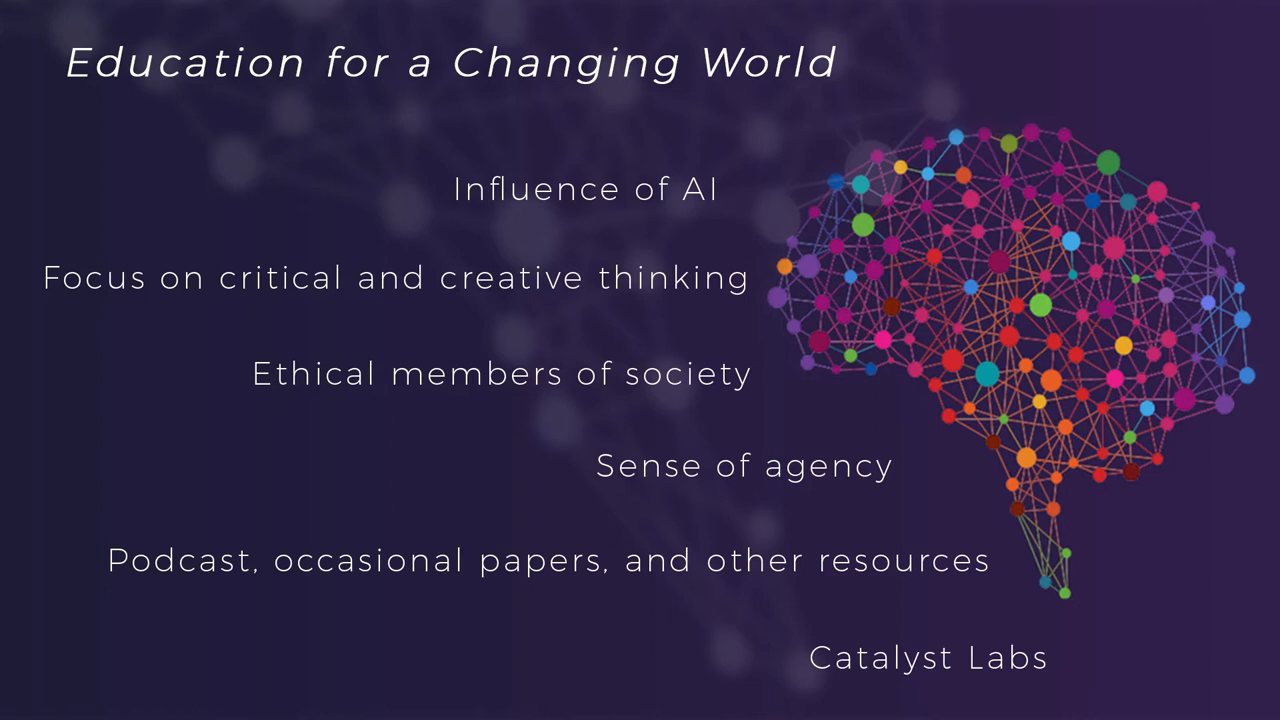 Education for a Changing World
Influence of AI
Focus on critical and creative thinking
Ethical members of society
Sense of agency
Podcast, occasional papers, and other resources
Catalyst Labs